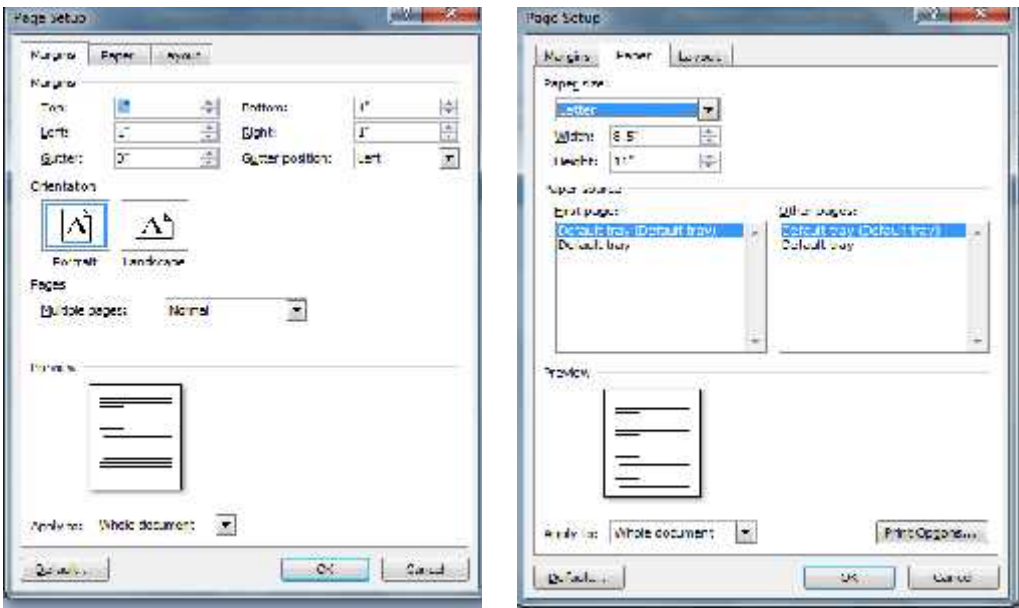 Page Setup
Margins Paper Layout
Margins
Top: Bottom: 1"
Left: 1" Right: 1"
Gutter: 0" Gutter position: Left
Orientation
Portrait Landscape
Pages
Multiple pages: Normal
Preview
Apply to: Whole document
Default... OK Cancel
Page Setup
Margins Paper Layout
Paper size:
Letter
Width: 8.5"
Height: 11"
Paper source
First page: Other pages:
Default tray (Default tray) Default tray (Default tray)
Default tray Default tray
Preview
Apply to: Whole document Print Options...
Default... OK Cancel